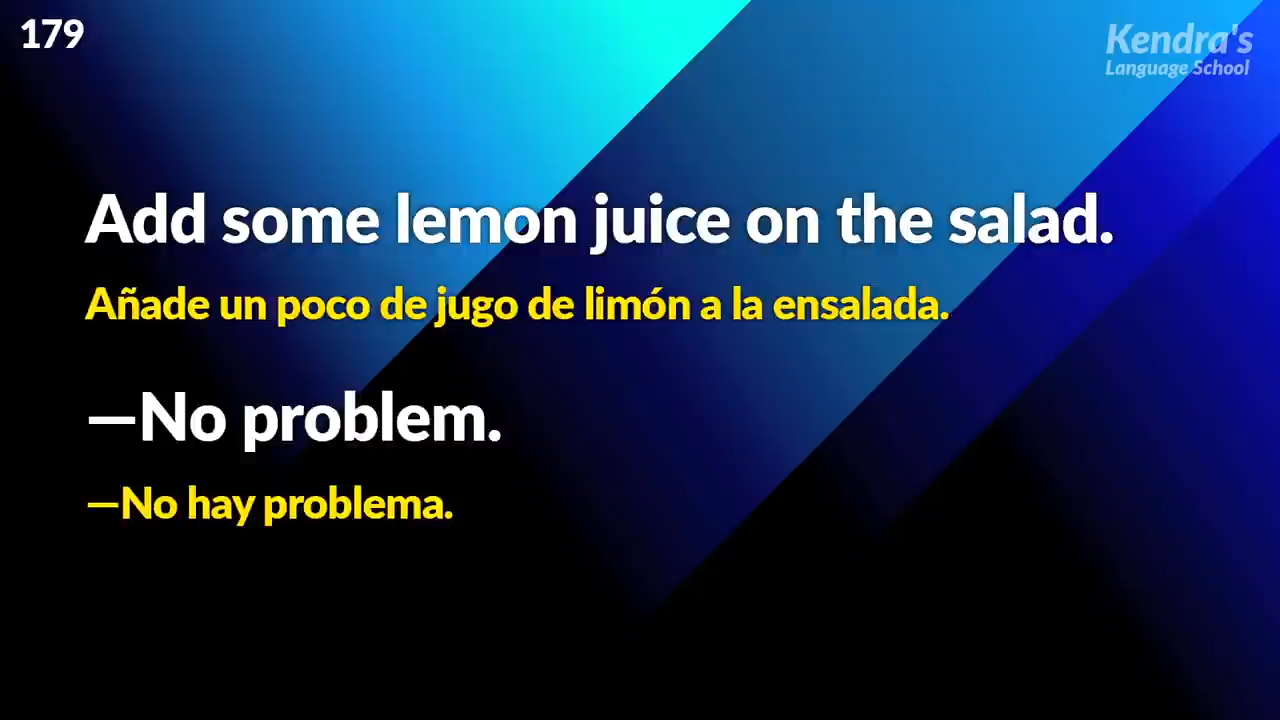 179
Kendra's
Language School
Add some lemon juice on the salad.
Añade un poco de jugo de limón a la ensalada.
—No problem.
—No hay problema.